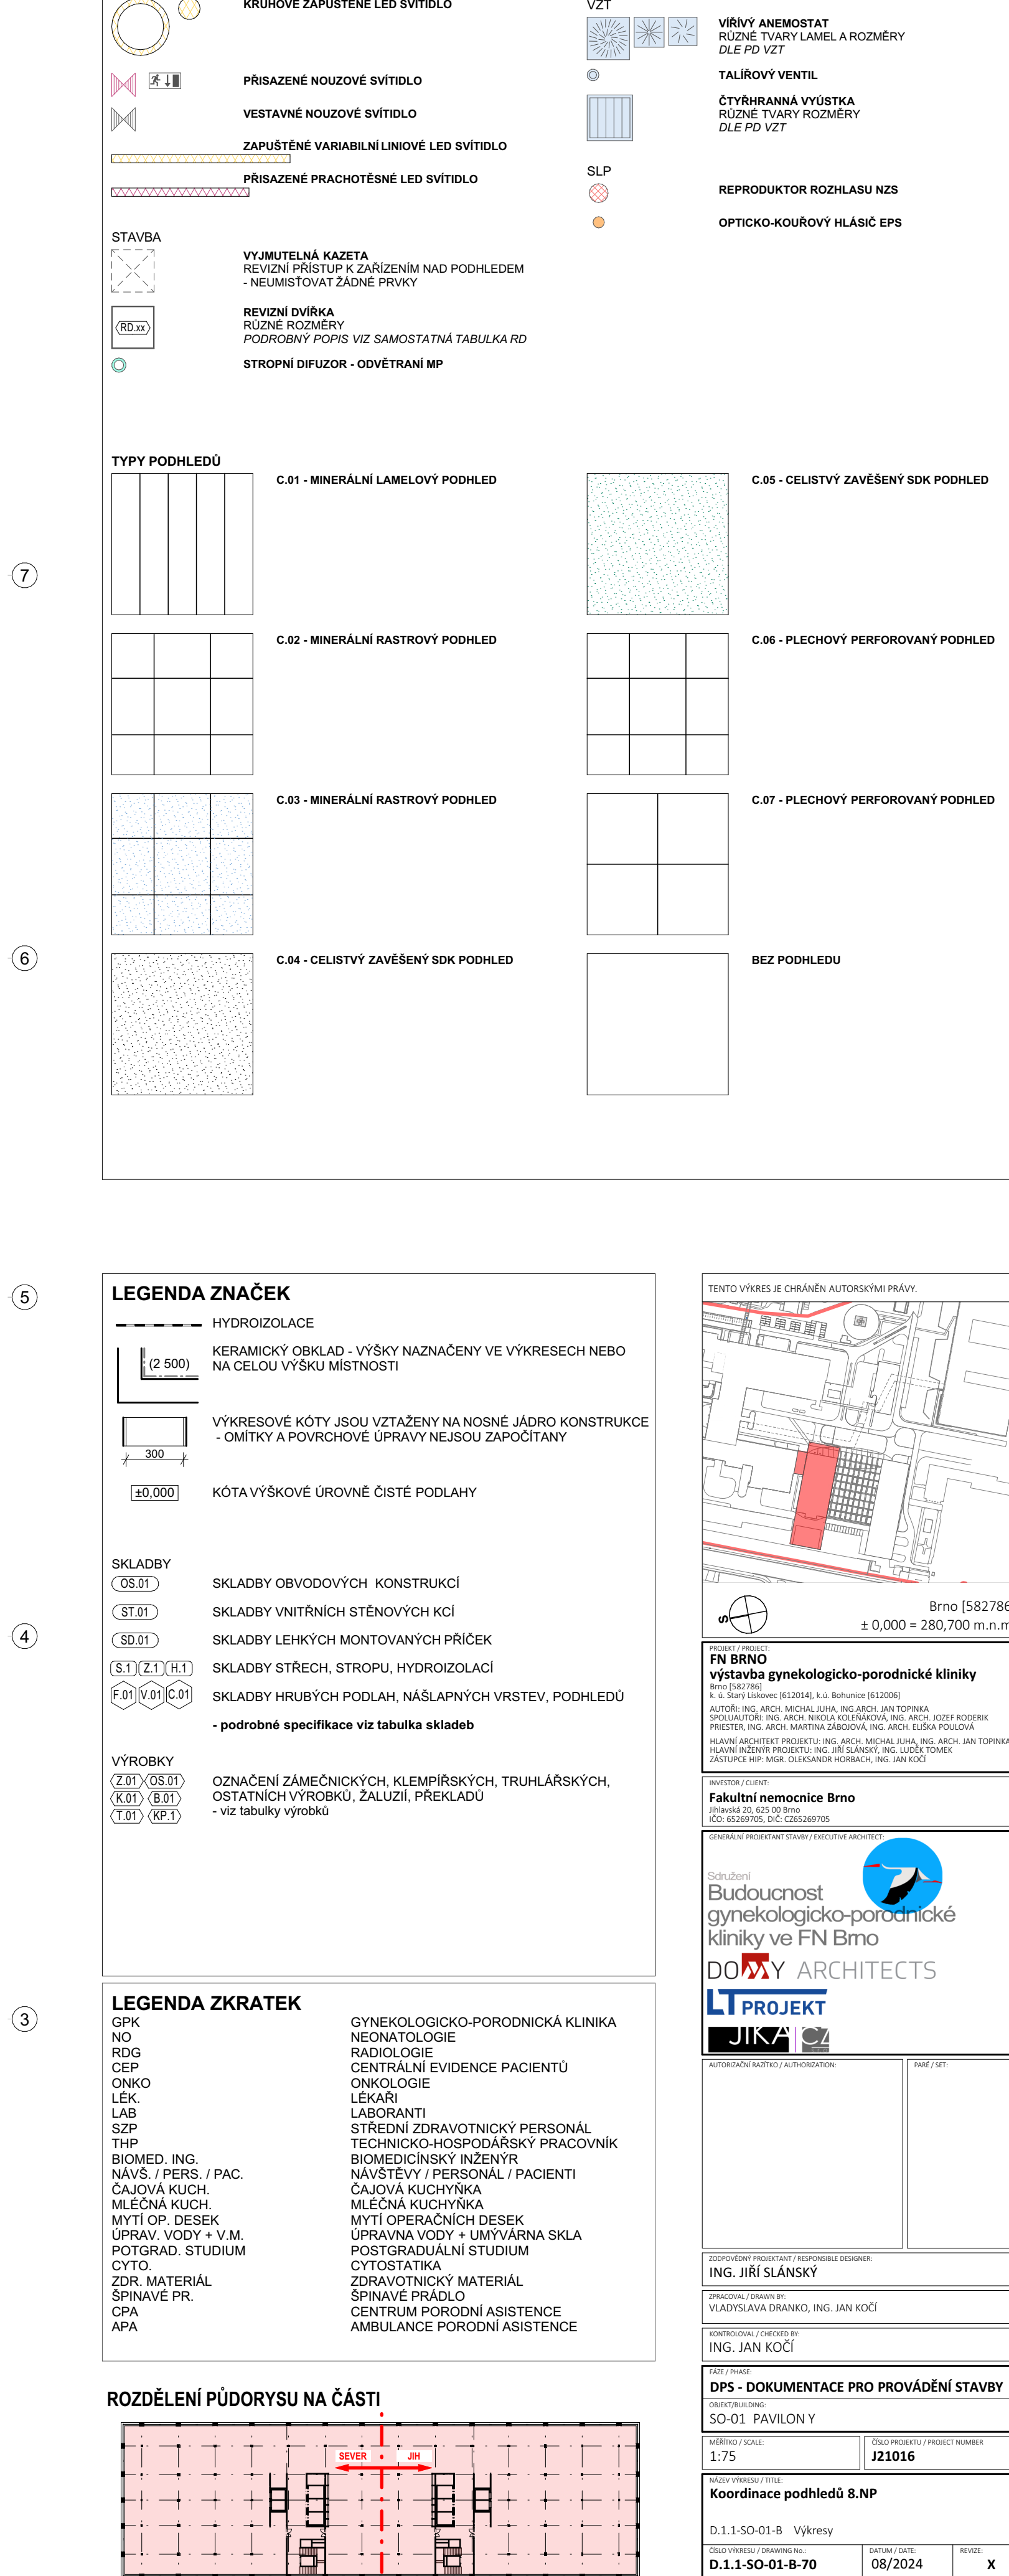 KRUHOVÉ ZAPUŠTĚNÉ LED SVÍTIDLO
PŘISAZENÉ NOUZOVÉ SVÍTIDLO
VESTAVNÉ NOUZOVÉ SVÍTIDLO
ZAPUŠTĚNÉ VARIABILNÍ LINIOVÉ LED SVÍTIDLO
PŘISAZENÉ PRACHOTĚSNÉ LED SVÍTIDLO
VZT
VÍŘÍVÝ ANEMOSTAT
RŮZNÉ TVARY LAMEL A ROZMĚRY
DLE PD VZT
TALÍŘOVÝ VENTIL
ČTYŘHRANNÁ VYÚSTKA
RŮZNÉ TVARY ROZMĚRY
DLE PD VZT
SLP
REPRODUKTOR ROZHLASU NZS
OPTICKO-KOUŘOVÝ HLÁSIČ EPS
STAVBA
VYJMUTELNÁ KAZETA
REVIZNÍ PŘÍSTUP K ZAŘÍZENÍM NAD PODHLEDEM
- NEUMISŤOVAT ŽÁDNÉ PRVKY
RD.xx
REVIZNÍ DVÍŘKA
RŮZNÉ ROZMĚRY
PODROBNÝ POPIS VIZ SAMOSTATNÁ TABULKA RD
STROPNÍ DIFUZOR - ODVĚTRANÍ MP
TYPY PODHLEDŮ
C.01 - MINERÁLNÍ LAMELOVÝ PODHLED
C.05 - CELISTVÝ ZAVĚŠENÝ SDK PODHLED
7
C.02 - MINERÁLNÍ RASTROVÝ PODHLED
C.06 - PLECHOVÝ PERFOROVANÝ PODHLED
C.03 - MINERÁLNÍ RASTROVÝ PODHLED
C.07 - PLECHOVÝ PERFOROVANÝ PODHLED
6
C.04 - CELISTVÝ ZAVĚŠENÝ SDK PODHLED
BEZ PODHLEDU
5
LEGENDA ZNAČEK
HYDROIZOLACE
(2 500)
KERAMICKÝ OBKLAD - VÝŠKY NAZNAČENY VE VÝKRESECH NEBO
NA CELOU VÝŠKU MÍSTNOSTI
300
VÝKRESOVÉ KÓTY JSOU VZTAŽENY NA NOSNÉ JÁDRO KONSTRUKCE
- OMÍTKY A POVRCHOVÉ ÚPRAVY NEJSOU ZAPOČÍTANY
±0,000
KÓTA VÝŠKOVÉ ÚROVNĚ ČISTÉ PODLAHY
SKLADBY
OS.01 SKLADBY OBVODOVÝCH KONSTRUKCÍ
ST.01 SKLADBY VNITŘNÍCH STĚNOVÝCH KCÍ
4
SD.01 SKLADBY LEHKÝCH MONTOVANÝCH PŘÍČEK
S.1 Z.1 H.1 SKLADBY STŘECH, STROPU, HYDROIZOLACÍ
F.01 V.01 C.01 SKLADBY HRUBÝCH PODLAH, NÁŠLAPNÝCH VRSTEV, PODHLEDŮ
- podrobné specifikace viz tabulka skladeb
VÝROBKY
Z.01 OS.01
K.01 B.01
T.01 KP.1
OZNAČENÍ ZÁMEČNICKÝCH, KLEMPÍŘSKÝCH, TRUHLÁŘSKÝCH,
OSTATNÍCH VÝROBKŮ, ŽALUZIÍ, PŘEKLADŮ
- viz tabulky výrobků
3
LEGENDA ZKRATEK
GPK GYNEKOLOGICKO-PORODNICKÁ KLINIKA
NO NEONATOLOGIE
RDG RADIOLOGIE
CEP CENTRÁLNÍ EVIDENCE PACIENTŮ
ONKO ONKOLOGIE
LÉK. LÉKAŘI
LAB LABORANTI
SZP STŘEDNÍ ZDRAVOTNICKÝ PERSONÁL
THP TECHNICKO-HOSPODÁŘSKÝ PRACOVNÍK
BIOMED. ING. BIOMEDICÍNSKÝ INŽENÝR
NÁVŠ. / PERS. / PAC. NÁVŠTĚVY / PERSONÁL / PACIENTI
ČAJOVÁ KUCH. ČAJOVÁ KUCHYŇKA
MLÉČNÁ KUCH. MLÉČNÁ KUCHYŇKA
MYTÍ OP. DESEK MYTÍ OPERAČNÍCH DESEK
ÚPRAV. VODY + V.M. ÚPRAVNA VODY + UMÝVÁRNA SKLA
POTGRAD. STUDIUM POSTGRADUÁLNÍ STUDIUM
CYTO. CYTOSTATIKA
ZDR. MATERIÁL ZDRAVOTNICKÝ MATERIÁL
ŠPINAVÉ PR. ŠPINAVÉ PRÁDLO
CPA CENTRUM PORODNÍ ASISTENCE
APA AMBULANCE PORODNÍ ASISTENCE
ROZDĚLENÍ PŮDORYSU NA ČÁSTI
SEVER JIH
TENTO VÝKRES JE CHRÁNĚN AUTORSKÝMI PRÁVY.
S
Brno [582786
± 0,000 = 280,700 m.n.m
PROJEKT / PROJECT:
FN BRNO
výstavba gynekologicko-porodnické kliniky
Brno [582786]
k. ú. Starý Lískovec [612014], k.ú. Bohunice [612006]
AUTOŘI: ING. ARCH. MICHAL JUHA, ING.ARCH. JAN TOPINKA
SPOLUAUTOŘI: ING. ARCH. NIKOLA KOLEŇÁKOVÁ, ING. ARCH. JOZEF RODERIK
PRIESTER, ING. ARCH. MARTINA ZÁBOJOVÁ, ING. ARCH. ELIŠKA POULOVÁ
HLAVNÍ ARCHITEKT PROJEKTU: ING. ARCH. MICHAL JUHA, ING. ARCH. JAN TOPINKA
HLAVNÍ INŽENÝR PROJEKTU: ING. JIŘÍ SLÁNSKÝ, ING. LUDĚK TOMEK
ZÁSTUPCE HIP: MGR. OLEKSANDR HORBACH, ING. JAN KOČÍ
INVESTOR / CLIENT:
Fakultní nemocnice Brno
Jihlavská 20, 625 00 Brno
IČO: 65269705, DIČ: CZ65269705
GENERÁLNÍ PROJEKTANT STAVBY / EXECUTIVE ARCHITECT:
Sdružení
Budoucnost
gynekologicko-porodnické
kliniky ve FN Brno
DOMY ARCHITECTS
LT PROJEKT
JIKA CZ
AUTORIZAČNÍ RAZÍTKO / AUTHORIZATION:
PARÉ / SET:
ZODPOVĚDNÝ PROJEKTANT / RESPONSIBLE DESIGNER:
ING. JIŘÍ SLÁNSKÝ
ZPRACOVAL / DRAWN BY:
VLADYSLAVA DRANKO, ING. JAN KOČÍ
KONTROLOVAL / CHECKED BY:
ING. JAN KOČÍ
FÁZE / PHASE:
DPS - DOKUMENTACE PRO PROVÁDĚNÍ STAVBY
OBJEKT/BUILDING:
SO-01 PAVILON Y
MĚŘÍTKO / SCALE:
1:75
ČÍSLO PROJEKTU / PROJECT NUMBER
J21016
NÁZEV VÝKRESU / TITLE:
Koordinace podhledů 8.NP
D.1.1-SO-01-B Výkresy
ČÍSLO VÝKRESU / DRAWING No.:
D.1.1-SO-01-B-70
DATUM / DATE:
08/2024
REVIZE:
X